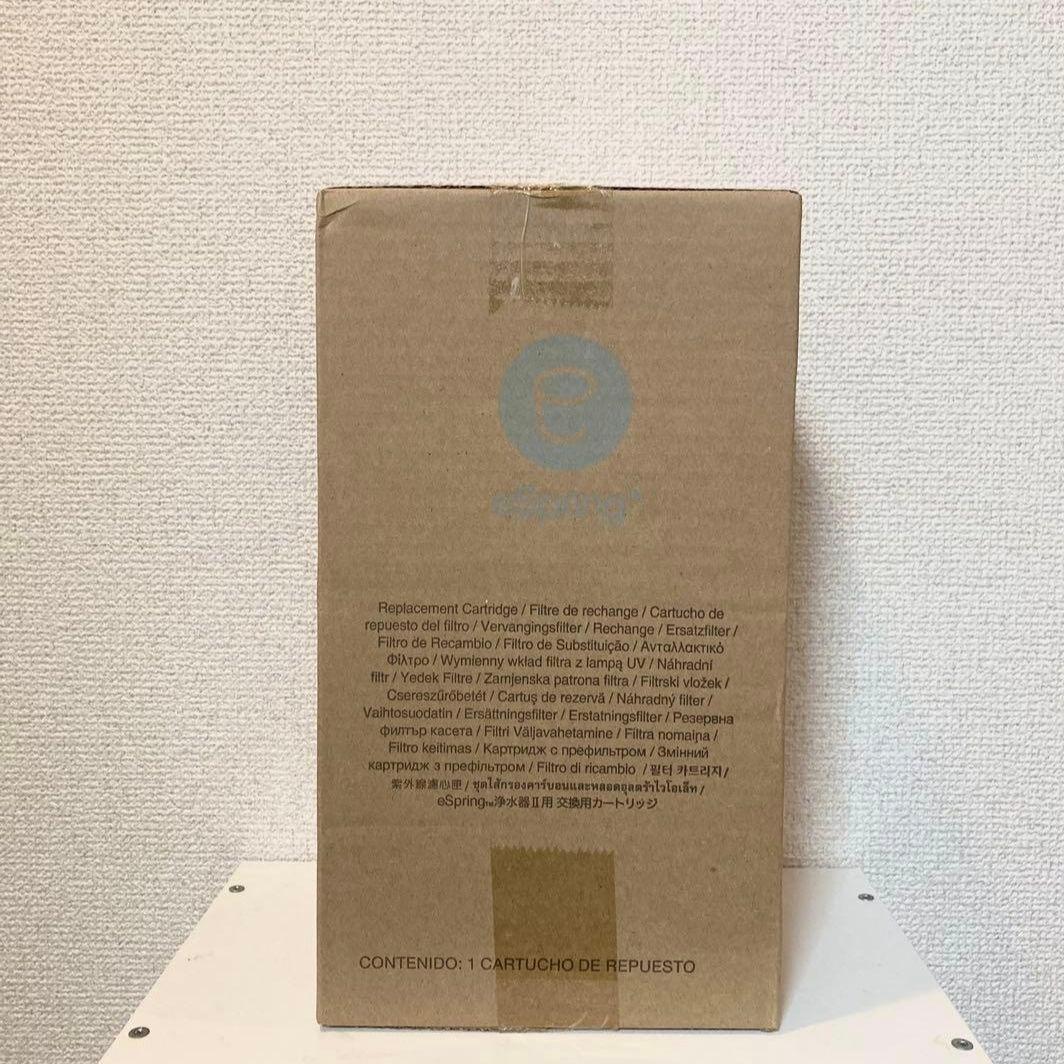 eSpring™
Replacement Cartridge / Filtre de rechange / Cartucho de
repuesto del filtro / Vervangingsfilter / Rechange / Ersatzfilter /
Filtro de Recambio / Filtro de Substituição / Ανταλλακτικό
Φίλτρο / Wymienny wkład filtra z lampą UV / Náhradní
filtr / Yedek Filtre / Zamjenska patrona filtra / Filtrski vložek /
Csereszűrőbetét / Cartuş de rezervă / Náhradný filter /
Vaihtosuodatin / Ersättningsfilter / Erstatningsfilter / Резервна
филтър касета / Filtri Väljavahetamine / Filtra nomaiņa /
Filtro keitimas / Картридж с префильтром / Змінний
картридж з префільтром / Filtro di ricambio / 필터 카트리지 /
紫外線濾心匣 / ชุดไส้กรองคาร์บอนและหลอดอุลตร้าไวโอเล็ท /
eSpring™浄水器Ⅱ用 交換用カートリッジ
CONTENIDO: 1 CARTUCHO DE REPUESTO